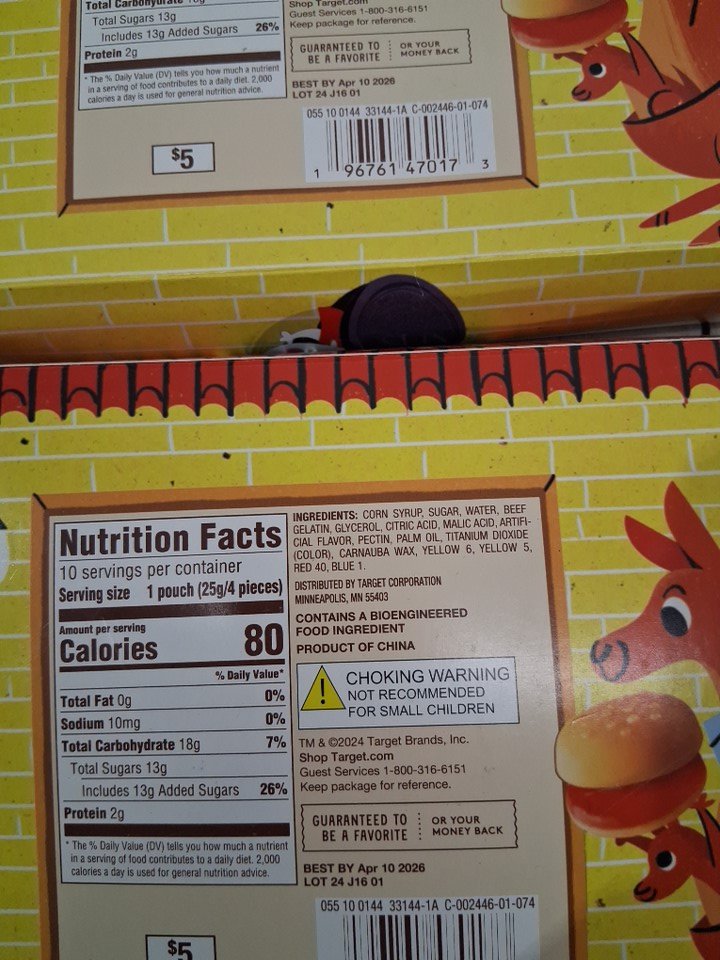 Total Carbohydrate 18g
Total Sugars 13g
Includes 13g Added Sugars 26%
Protein 2g
* The % Daily Value (DV) tells you how much a nutrient
in a serving of food contributes to a daily diet. 2,000
calories a day is used for general nutrition advice.
$5
Shop Target.com
Guest Services 1-800-316-6151
Keep package for reference.
GUARANTEED TO
BE A FAVORITE
OR YOUR
MONEY BACK
BEST BY Apr 10 2026
LOT 24 J16 01
055 10 0144 33144-1A C-002446-01-074
1 96761 47017 3
Nutrition Facts
10 servings per container
Serving size 1 pouch (25g/4 pieces)
Amount per serving
Calories 80
% Daily Value*
Total Fat 0g 0%
Sodium 10mg 0%
Total Carbohydrate 18g 7%
Total Sugars 13g
Includes 13g Added Sugars 26%
Protein 2g
* The % Daily Value (DV) tells you how much a nutrient
in a serving of food contributes to a daily diet. 2,000
calories a day is used for general nutrition advice.
$5
INGREDIENTS: CORN SYRUP, SUGAR, WATER, BEEF
GELATIN, GLYCEROL, CITRIC ACID, MALIC ACID, ARTIFI-
CIAL FLAVOR, PECTIN, PALM OIL, TITANIUM DIOXIDE
(COLOR), CARNAUBA WAX, YELLOW 6, YELLOW 5,
RED 40, BLUE 1.
DISTRIBUTED BY TARGET CORPORATION
MINNEAPOLIS, MN 55403
CONTAINS A BIOENGINEERED
FOOD INGREDIENT
PRODUCT OF CHINA
CHOKING WARNING
NOT RECOMMENDED
FOR SMALL CHILDREN
TM & ©2024 Target Brands, Inc.
Shop Target.com
Guest Services 1-800-316-6151
Keep package for reference.
GUARANTEED TO
BE A FAVORITE
OR YOUR
MONEY BACK
BEST BY Apr 10 2026
LOT 24 J16 01
055 10 0144 33144-1A C-002446-01-074